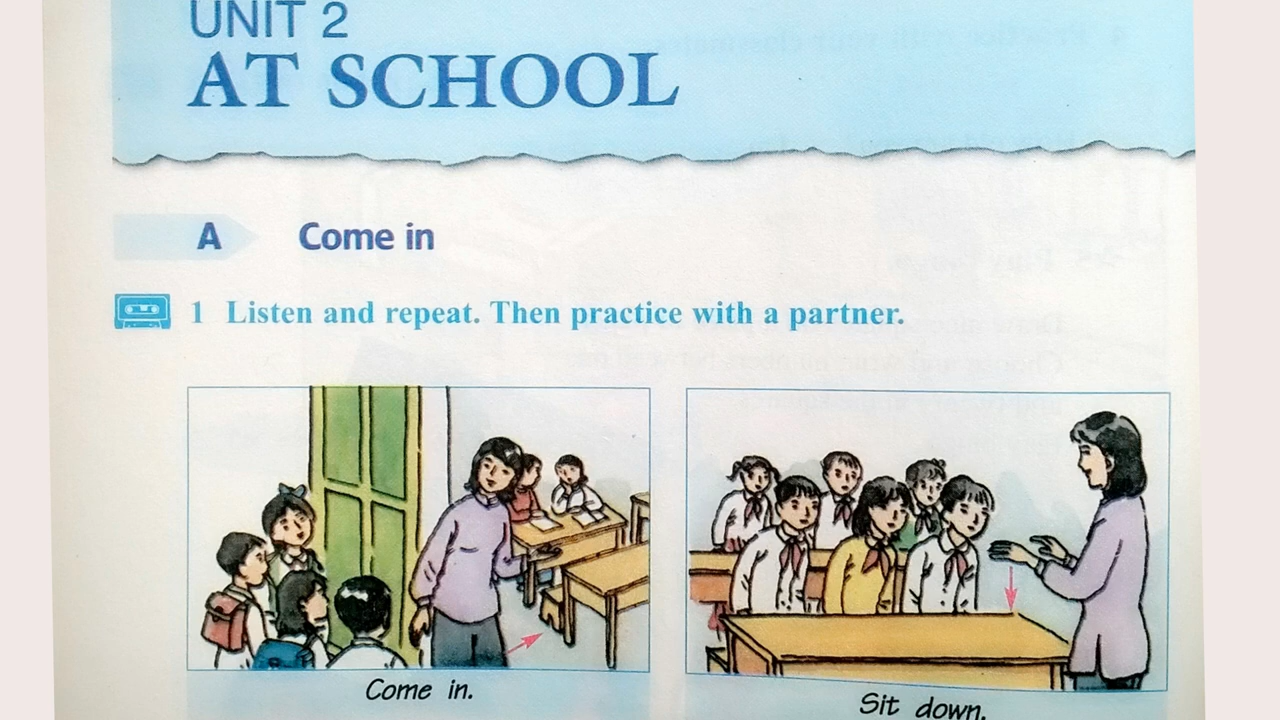 UNIT 2
AT SCHOOL
A Come in
1 Listen and repeat. Then practice with a partner.
Come in.
Sit down.